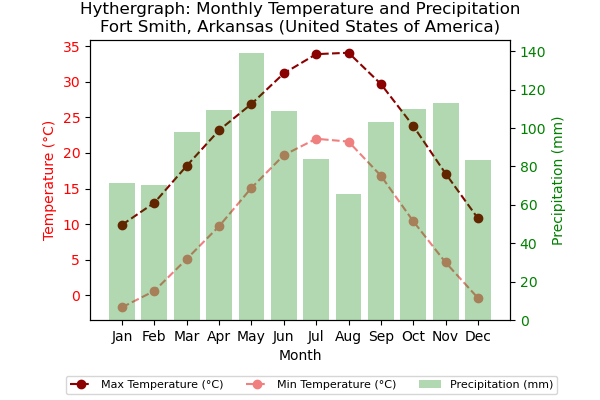 Hythergraph: Monthly Temperature and Precipitation
Fort Smith, Arkansas (United States of America)
35
30
25
20
15
10
5
0
Temperature (°C)
140
120
100
80
60
40
20
0
Precipitation (mm)
Jan Feb Mar Apr May Jun Jul Aug Sep Oct Nov Dec
Month
Max Temperature (°C) Min Temperature (°C) Precipitation (mm)